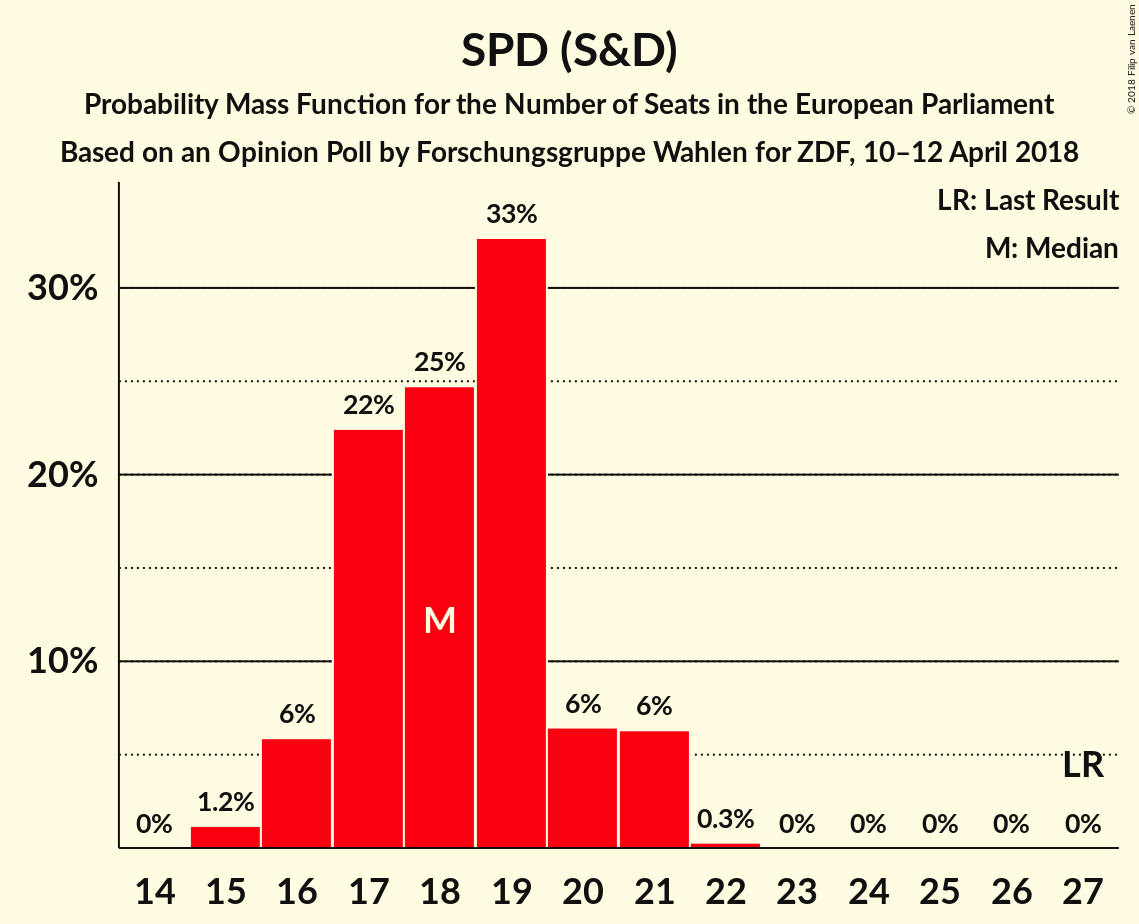 SPD (S&D)
Probability Mass Function for the Number of Seats in the European Parliament
Based on an Opinion Poll by Forschungsgruppe Wahlen for ZDF, 10–12 April 2018
© 2018 Filip van Laenen
LR: Last Result
M: Median
33%
30%
25%
22%
20%
M
10%
6%
6%
6%
LR
1.2%
0.3%
0%
0%
0%
0%
0%
0%
14 15 16 17 18 19 20 21 22 23 24 25 26 27